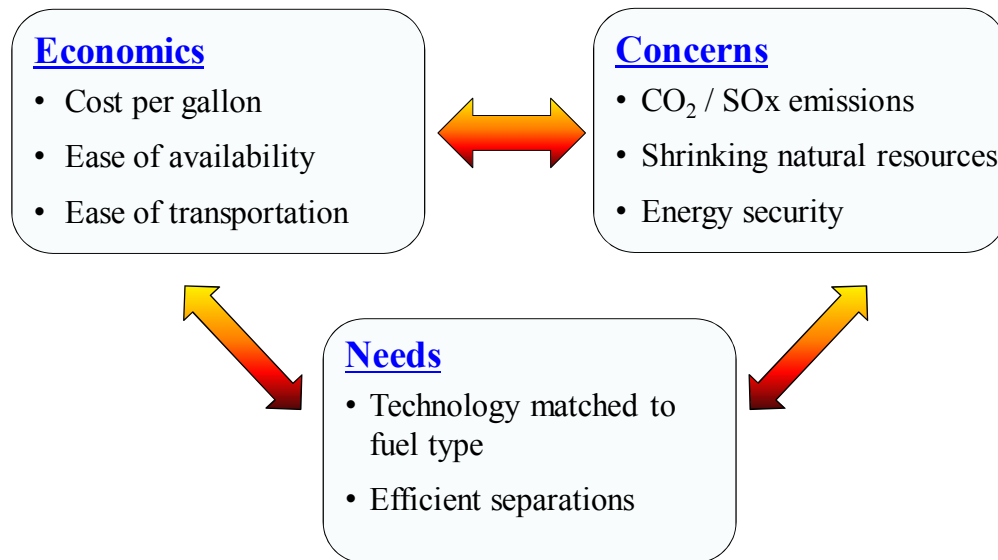 Economics
• Cost per gallon
• Ease of availability
• Ease of transportation
Concerns
• CO₂ / SOx emissions
• Shrinking natural resources
• Energy security
Needs
• Technology matched to
fuel type
• Efficient separations